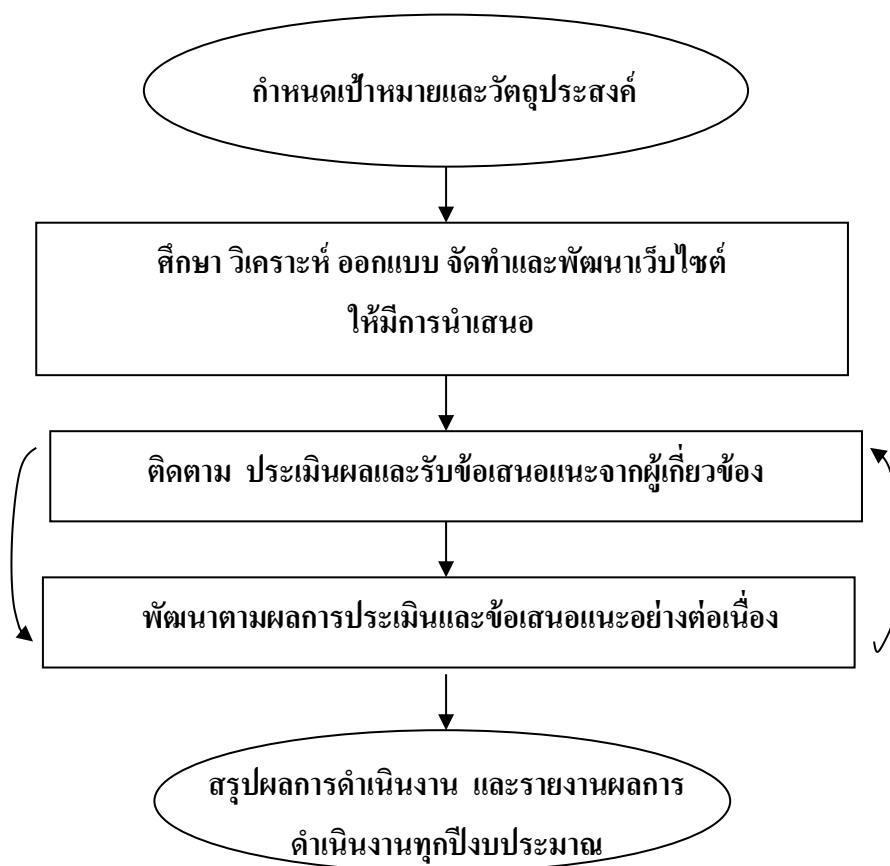 กำหนดเป้าหมายและวัตถุประสงค์
ศึกษา วิเคราะห์ ออกแบบ จัดทำและพัฒนาเว็บไซต์
ให้มีการนำเสนอ
ติดตาม ประเมินผลและรับข้อเสนอแนะจากผู้เกี่ยวข้อง
พัฒนาตามผลการประเมินและข้อเสนอแนะอย่างต่อเนื่อง
สรุปผลการดำเนินงาน และรายงานผลการ
ดำเนินงานทุกปีงบประมาณ